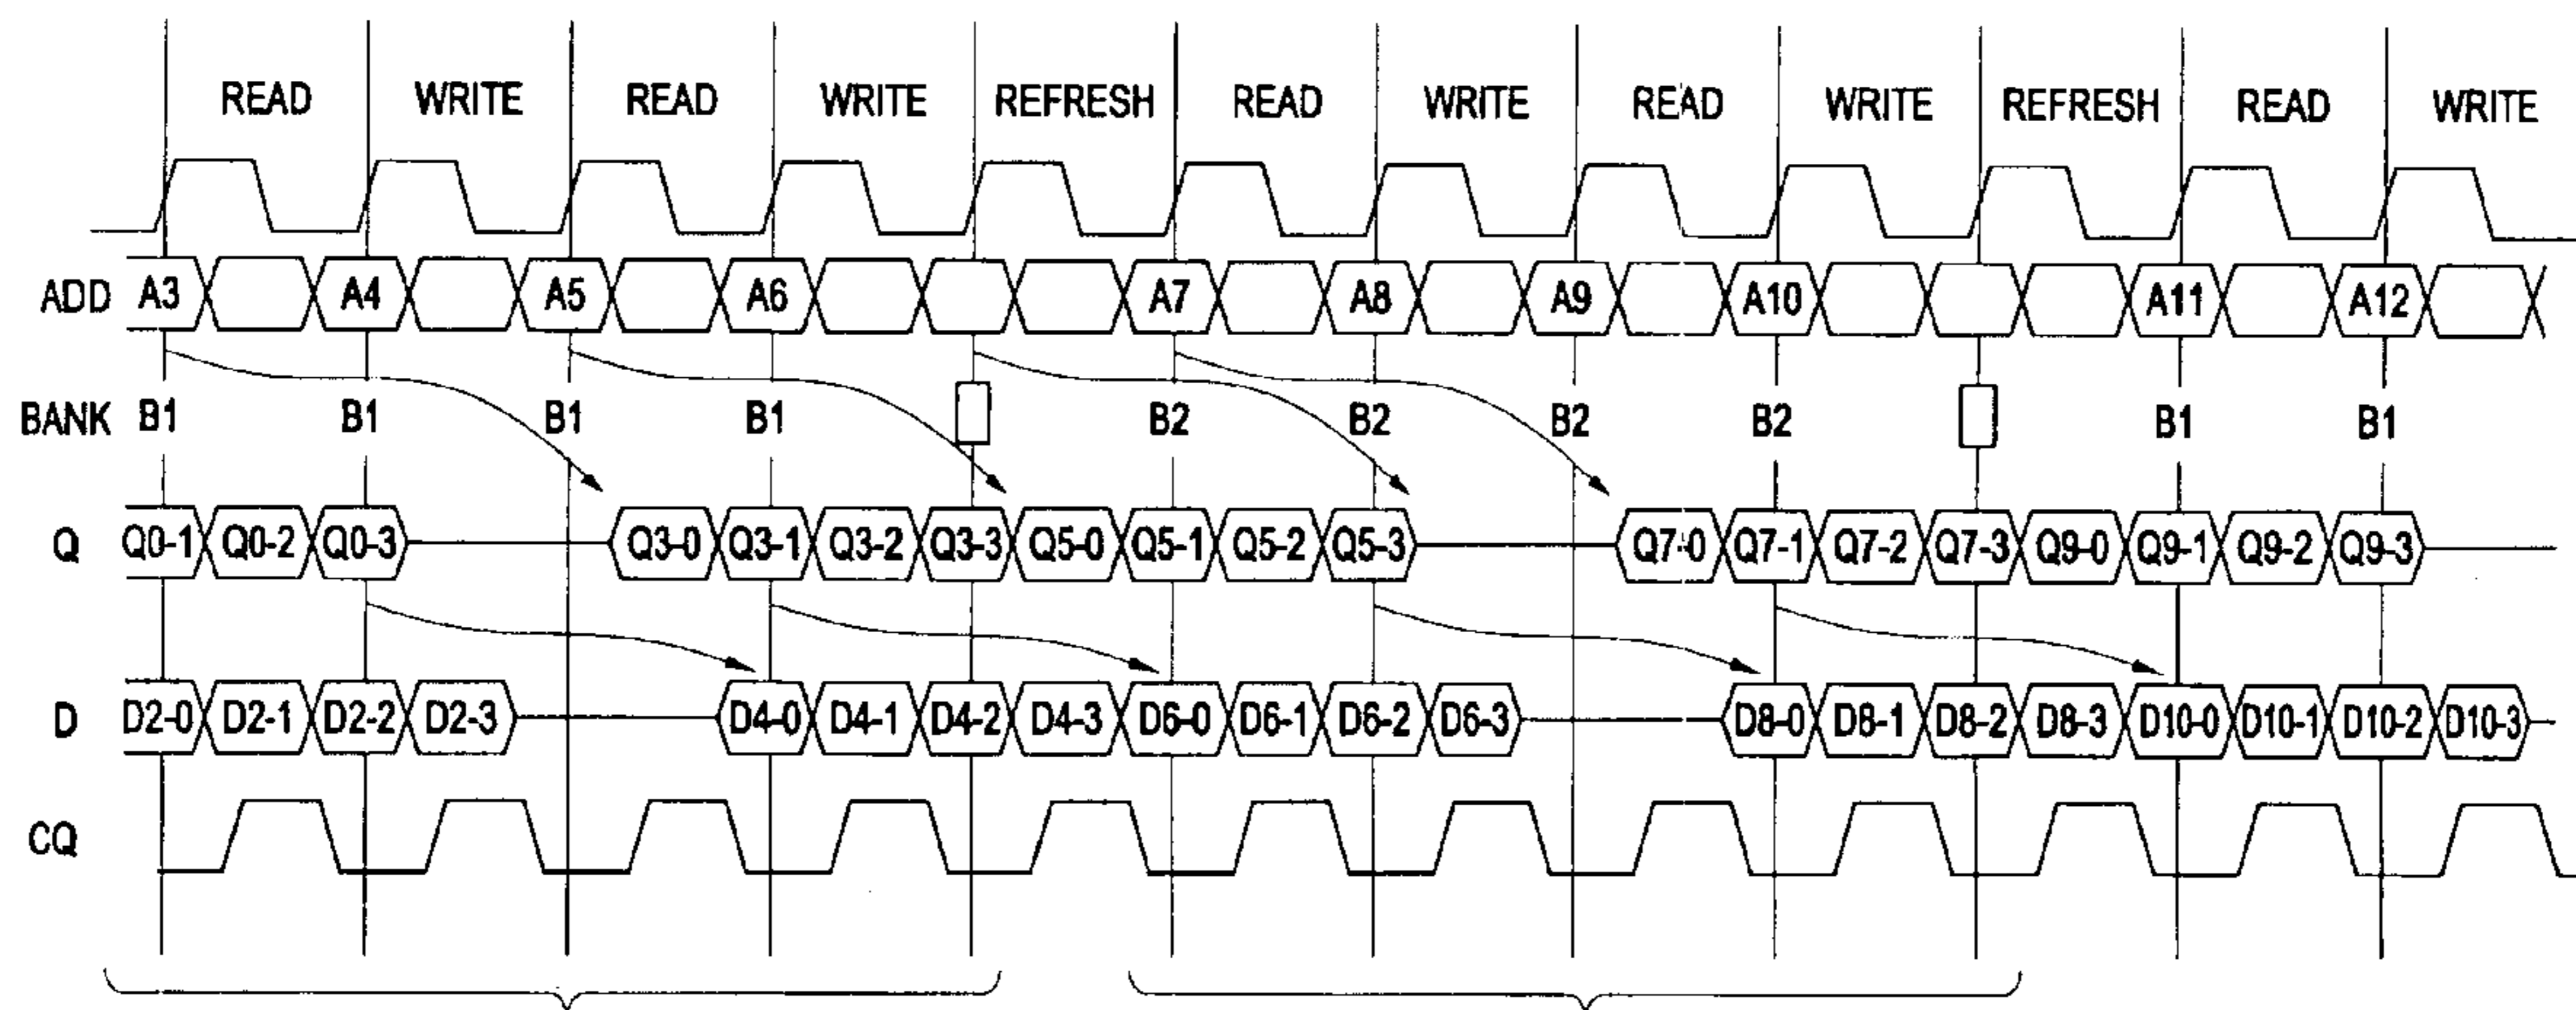 READ WRITE READ WRITE REFRESH READ WRITE READ WRITE REFRESH READ WRITE
ADD A3 A4 A5 A6 A7 A8 A9 A10 A11 A12
BANK B1 B1 B1 B1 B2 B2 B2 B2 B1 B1
Q Q0-1 Q0-2 Q0-3 Q3-0 Q3-1 Q3-2 Q3-3 Q5-0 Q5-1 Q5-2 Q5-3 Q7-0 Q7-1 Q7-2 Q7-3 Q9-0 Q9-1 Q9-2 Q9-3
D D2-0 D2-1 D2-2 D2-3 D4-0 D4-1 D4-2 D4-3 D6-0 D6-1 D6-2 D6-3 D8-0 D8-1 D8-2 D8-3 D10-0 D10-1 D10-2 D10-3
CQ